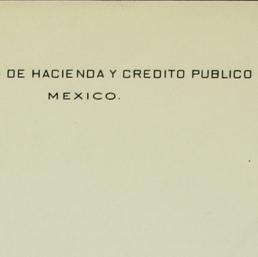 DE HACIENDA Y CREDITO PUBLICO
MEXICO.